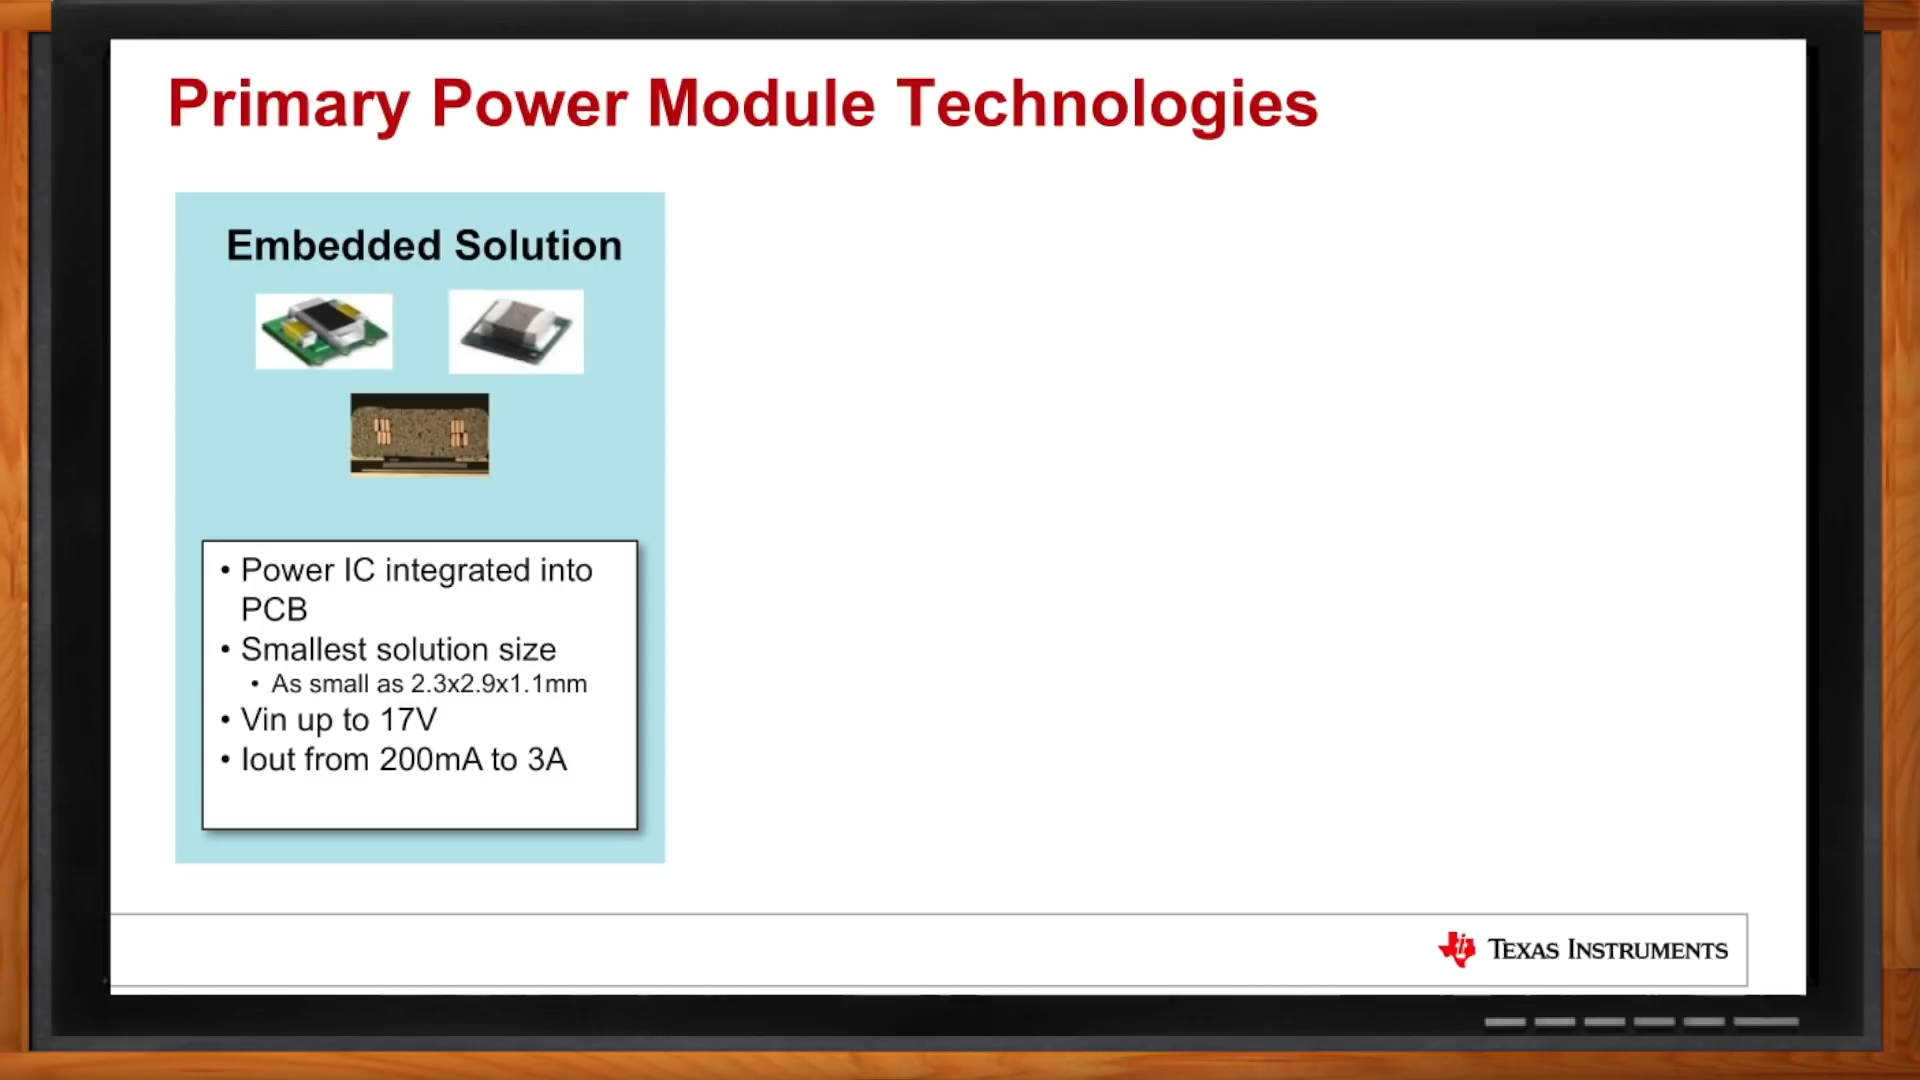 Primary Power Module Technologies
Embedded Solution
• Power IC integrated into
PCB
• Smallest solution size
• As small as 2.3x2.9x1.1mm
• Vin up to 17V
• Iout from 200mA to 3A
TEXAS INSTRUMENTS